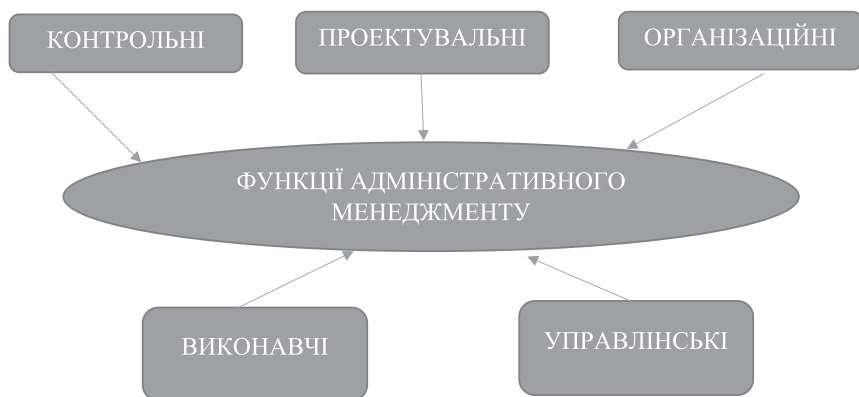 КОНТРОЛЬНІ
ПРОЕКТУВАЛЬНІ
ОРГАНІЗАЦІЙНІ
ФУНКЦІЇ АДМІНІСТРАТИВНОГО
МЕНЕДЖМЕНТУ
ВИКОНАВЧІ
УПРАВЛІНСЬКІ